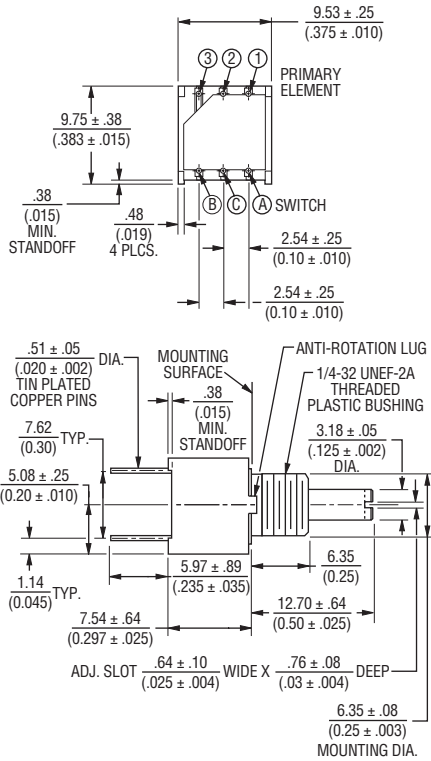 9.53 ± .25
(.375 ± .010)
3 2 1
PRIMARY
ELEMENT
9.75 ± .38
(.383 ± .015)
.38
(.015)
MIN.
STANDOFF
.48
(.019)
4 PLCS.
B C A SWITCH
2.54 ± .25
(0.10 ± .010)
2.54 ± .25
(0.10 ± .010)
.51 ± .05
(.020 ± .002)
DIA.
TIN PLATED
COPPER PINS
MOUNTING
SURFACE
ANTI-ROTATION LUG
1/4-32 UNEF-2A
THREADED
PLASTIC BUSHING
.38
(.015)
MIN.
STANDOFF
7.62
(0.30)
TYP.
3.18 ± .05
(.125 ± .002)
DIA.
5.08 ± .25
(0.20 ± .010)
1.14
(0.045)
TYP.
5.97 ± .89
(.235 ± .035)
6.35
(0.25)
7.54 ± .64
(0.297 ± .025)
12.70 ± .64
(0.50 ± .025)
ADJ. SLOT .64 ± .10 WIDE X .76 ± .08 DEEP
(.025 ± .004) (.03 ± .004)
6.35 ± .08
(0.25 ± .003)
MOUNTING DIA.